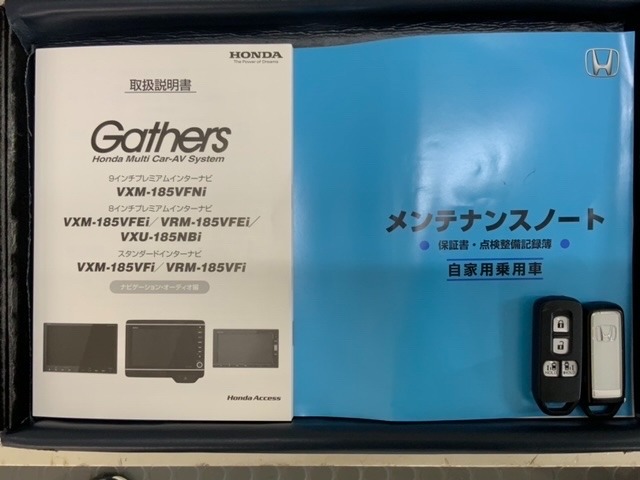 HONDA
The Power of Dreams
取扱説明書
Gathers
Honda Multi Car-AV System
9インチプレミアムインターナビ
VXM-185VFNi
8インチプレミアムインターナビ
VXM-185VFEi／VRM-185VFEi／
VXU-185NBi
スタンダードインターナビ
VXM-185VFi／VRM-185VFi
ナビゲーション・オーディオ編
Honda Access
メンテナンスノート
保証書・点検整備記録簿
自家用乗用車
HOLD